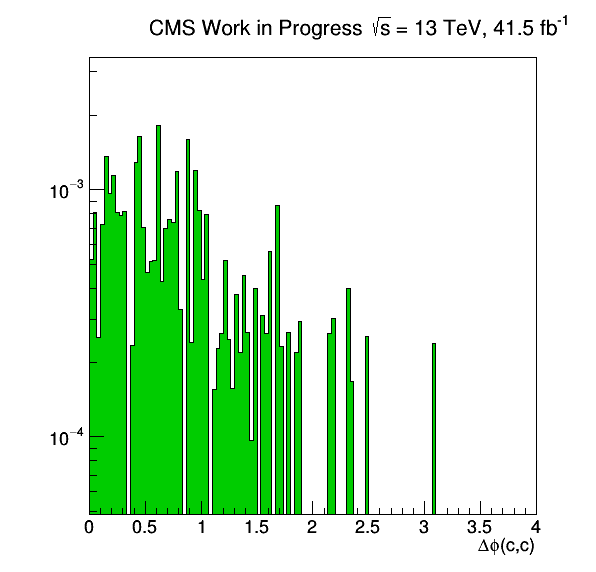 CMS Work in Progress √s = 13 TeV, 41.5 fb⁻¹
10⁻³
10⁻⁴
0 0.5 1 1.5 2 2.5 3 3.5 4
Δϕ(c,c)